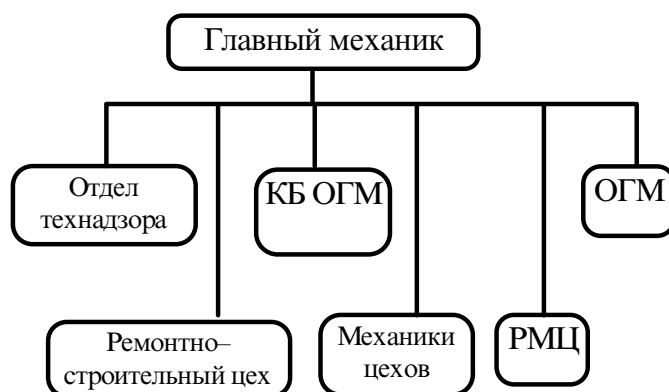 Главный механик
Отдел
технадзора
КБ ОГМ
ОГМ
Ремонтно–
строительный цех
Механики
цехов
РМЦ